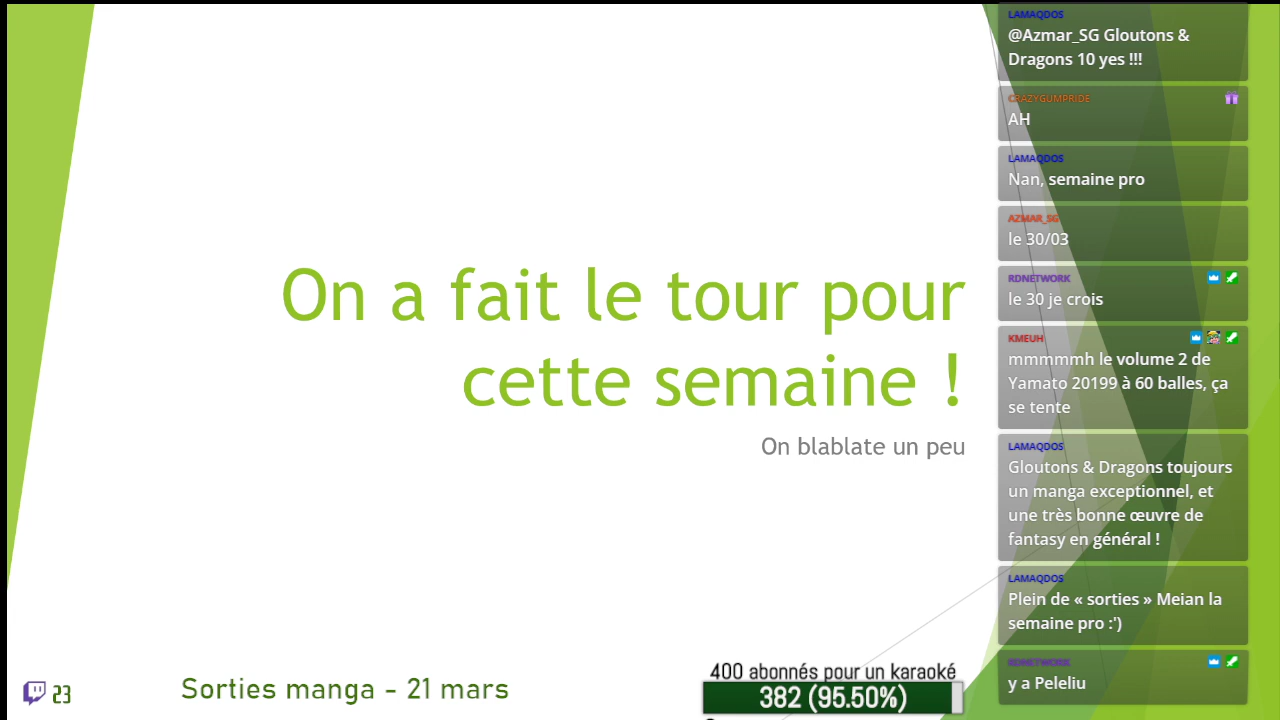 On a fait le tour pour
cette semaine !
On blablate un peu
23
Sorties manga - 21 mars
400 abonnés pour un karaoké
382 (95.50%)
LAMAQDOS
@Azmar_SG Gloutons &
Dragons 10 yes !!!
CRAZYGUMPRIDE
AH
LAMAQDOS
Nan, semaine pro
AZMAR_SG
le 30/03
RDNETWORK
le 30 je crois
KMEUH
mmmmmh le volume 2 de
Yamato 20199 à 60 balles, ça
se tente
LAMAQDOS
Gloutons & Dragons toujours
un manga exceptionnel, et
une très bonne œuvre de
fantasy en général !
LAMAQDOS
Plein de « sorties » Meian la
semaine pro :')
RDNETWORK
y a Peleliu